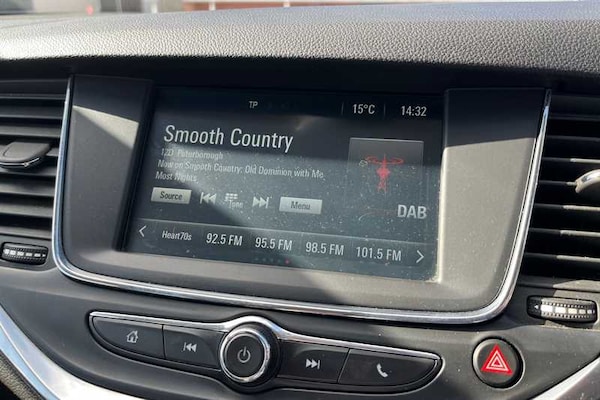 TP 15°C 14:32
Smooth Country
12D Peterborough
Now on Smooth Country: Old Dominion with Me
Most Nights
Source Tune Menu
DAB
Heart70s 92.5 FM 95.5 FM 98.5 FM 101.5 FM